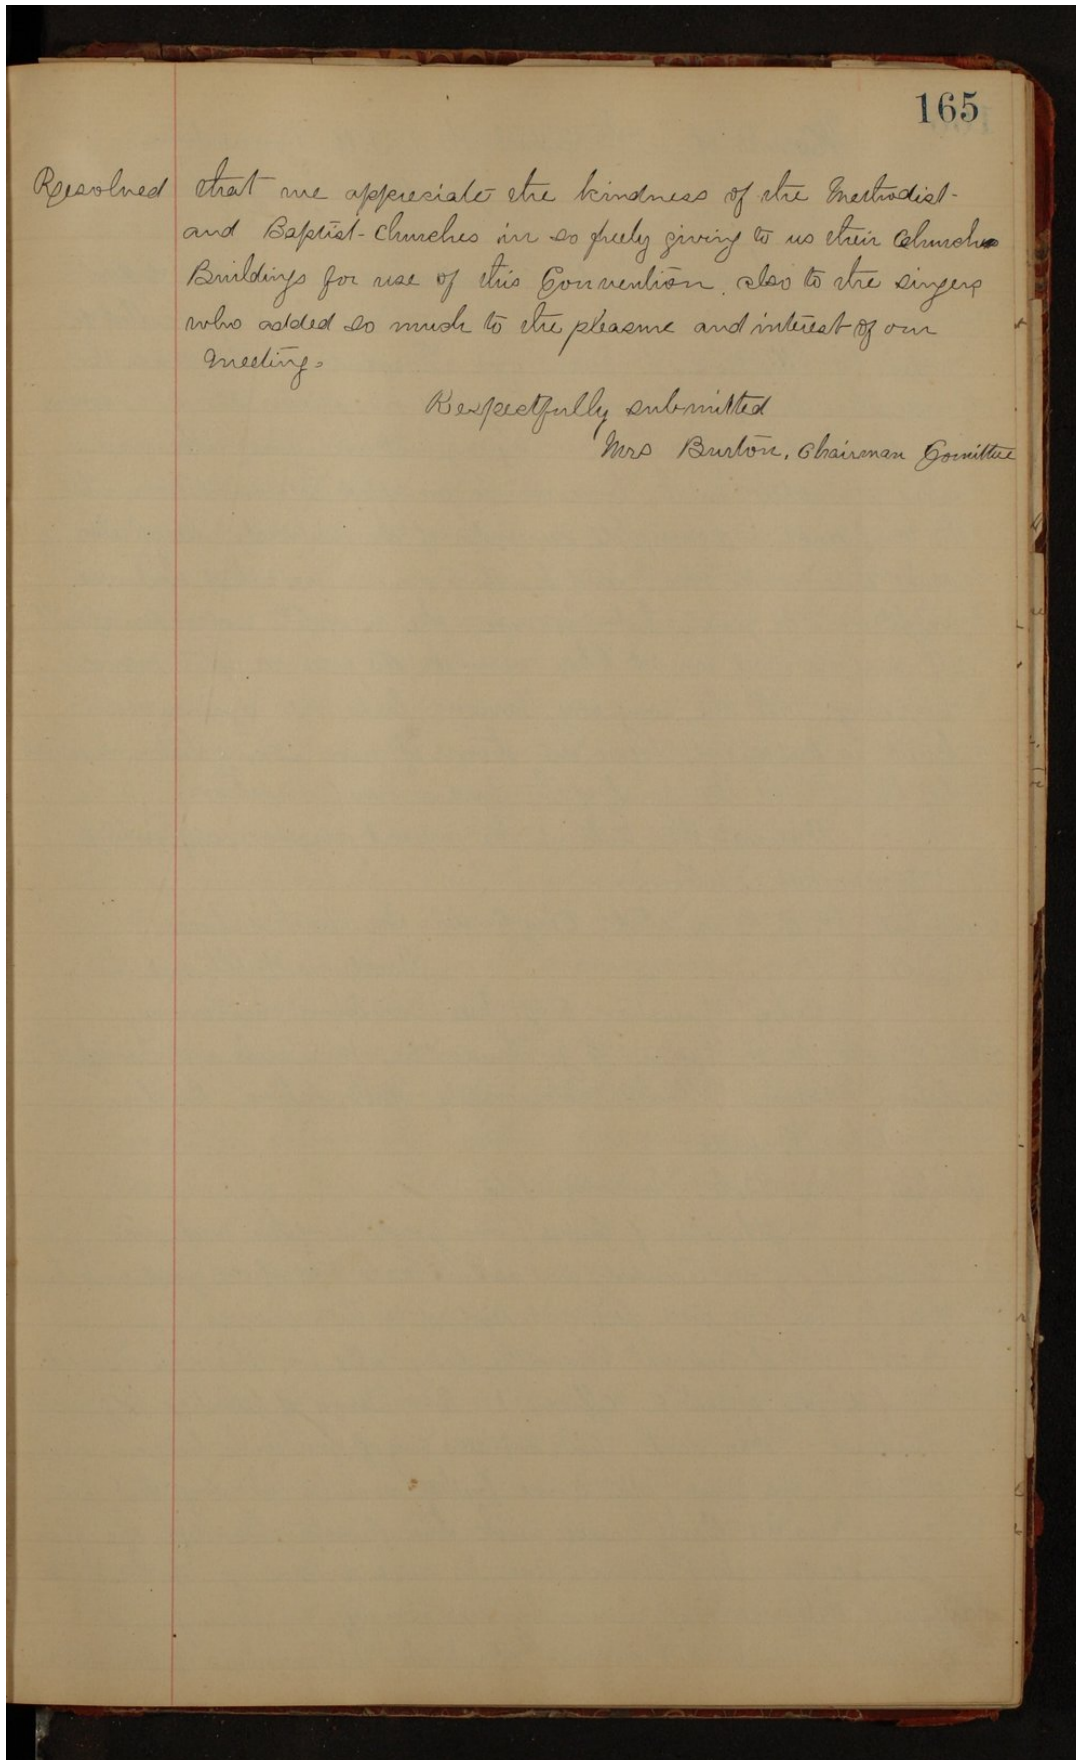 165
Resolved that we appreciate the kindness of the Methodist
and Baptist Churches in so freely giving to us their Church
Buildings for use of this Convention. also to the singers
who added so much to the pleasure and interest of our
meeting.
Respectfully submitted
Mrs Burton, Chairman Comittee